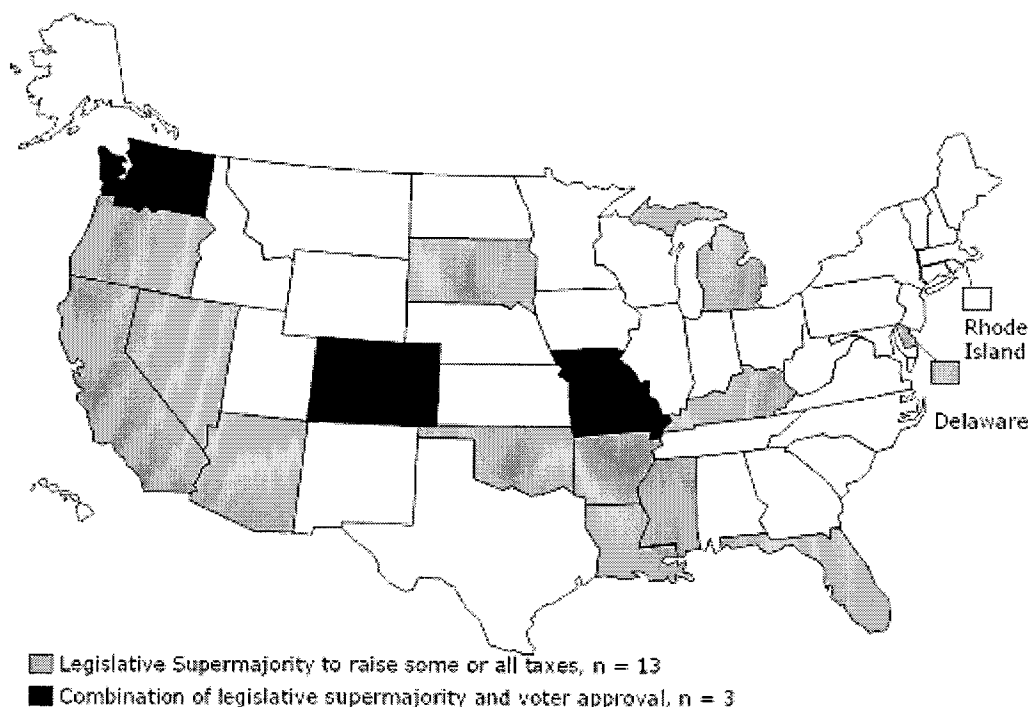 Rhode
Island
Delaware
Legislative Supermajority to raise some or all taxes, n = 13
Combination of legislative supermajority and voter approval, n = 3